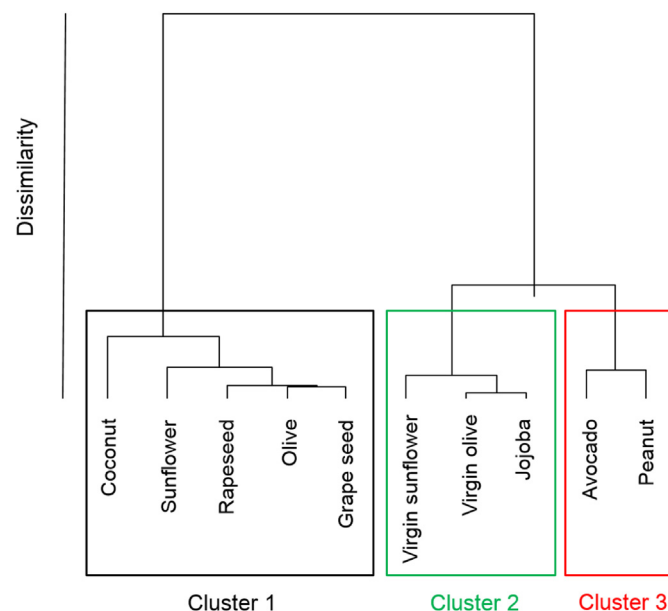 Dissimilarity
Coconut
Sunflower
Rapeseed
Olive
Grape seed
Virgin sunflower
Virgin olive
Jojoba
Avocado
Peanut
Cluster 1
Cluster 2
Cluster 3